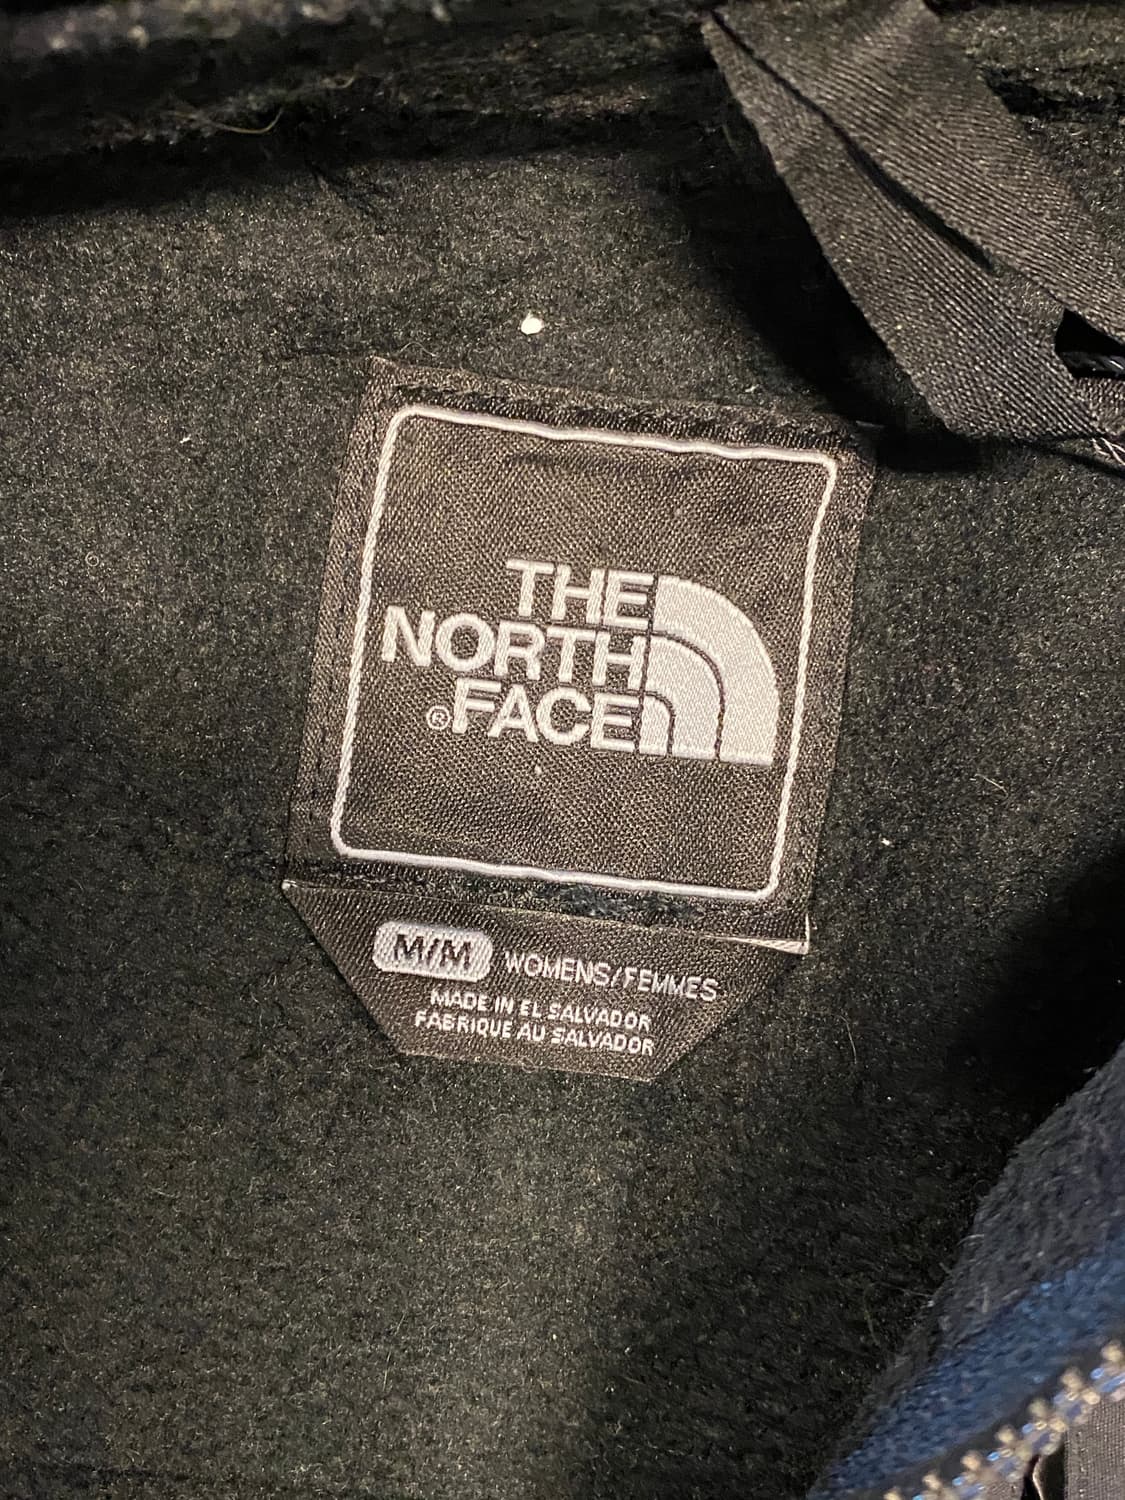 THE
NORTH
®FACE
M/M WOMENS/FEMMES
MADE IN EL SALVADOR
FABRIQUE AU SALVADOR